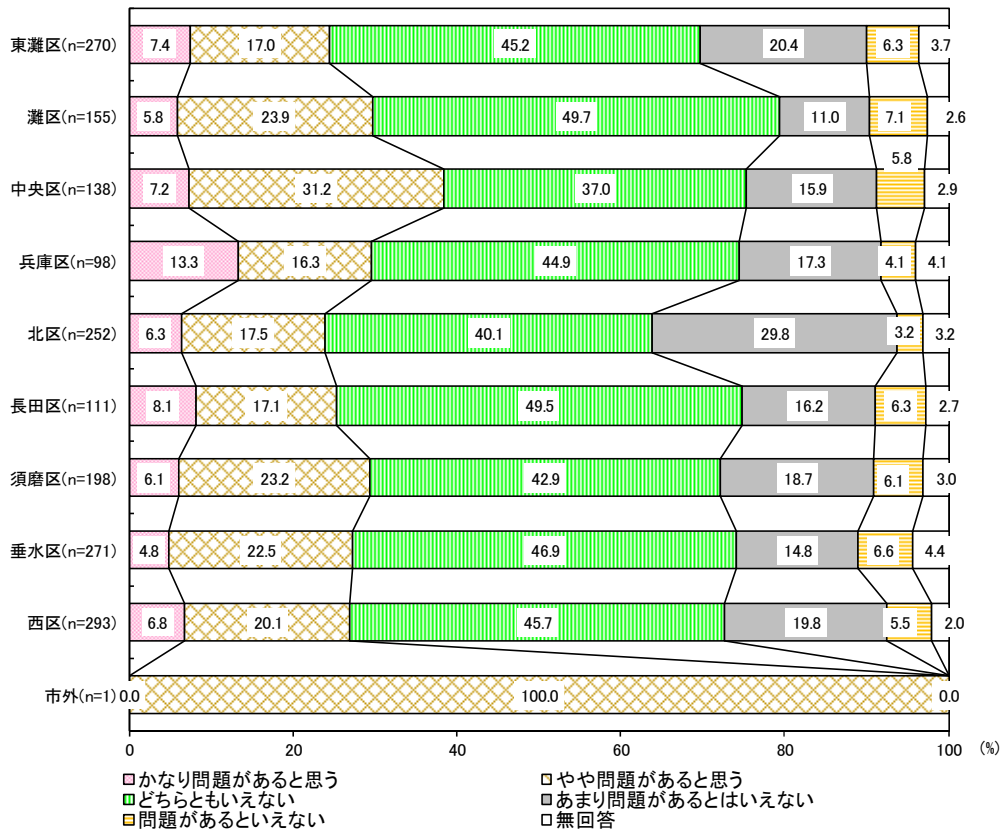 東灘区(n=270) 7.4 17.0 45.2 20.4 6.3 3.7
灘区(n=155) 5.8 23.9 49.7 11.0 7.1 2.6
5.8
中央区(n=138) 7.2 31.2 37.0 15.9 2.9
兵庫区(n=98) 13.3 16.3 44.9 17.3 4.1 4.1
北区(n=252) 6.3 17.5 40.1 29.8 3.2 3.2
長田区(n=111) 8.1 17.1 49.5 16.2 6.3 2.7
須磨区(n=198) 6.1 23.2 42.9 18.7 6.1 3.0
垂水区(n=271) 4.8 22.5 46.9 14.8 6.6 4.4
西区(n=293) 6.8 20.1 45.7 19.8 5.5 2.0
市外(n=1) 0.0 100.0 0.0
0 20 40 60 80 100 (%)
かなり問題があると思う やや問題があると思う
どちらともいえない あまり問題があるとはいえない
問題があるといえない 無回答